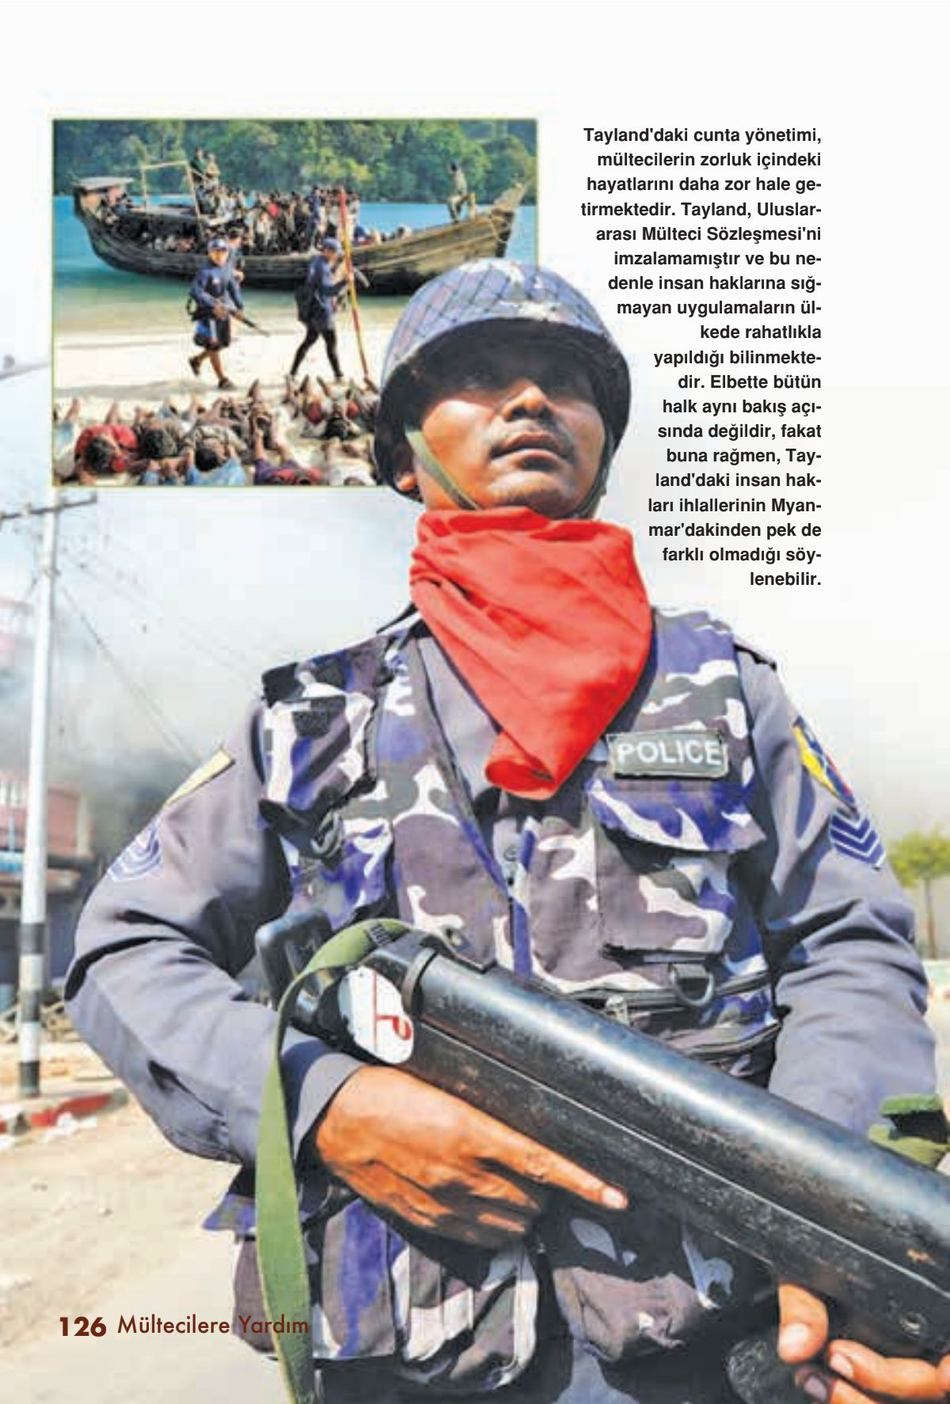 Tayland'daki cunta yönetimi,
mültecilerin zorluk içindeki
hayatlarını daha zor hale ge-
tirmektedir. Tayland, Uluslar-
arası Mülteci Sözleşmesi'ni
imzalamamıştır ve bu ne-
denle insan haklarına sığ-
mayan uygulamaların ül-
kede rahatlıkla
yapıldığı bilinmekte-
dir. Elbette bütün
halk aynı bakış açı-
sında değildir, fakat
buna rağmen, Tay-
land'daki insan hak-
ları ihlallerinin Myan-
mar'dakinden pek de
farklı olmadığı söy-
lenebilir.
POLICE
P
126 Mültecilere Yardım